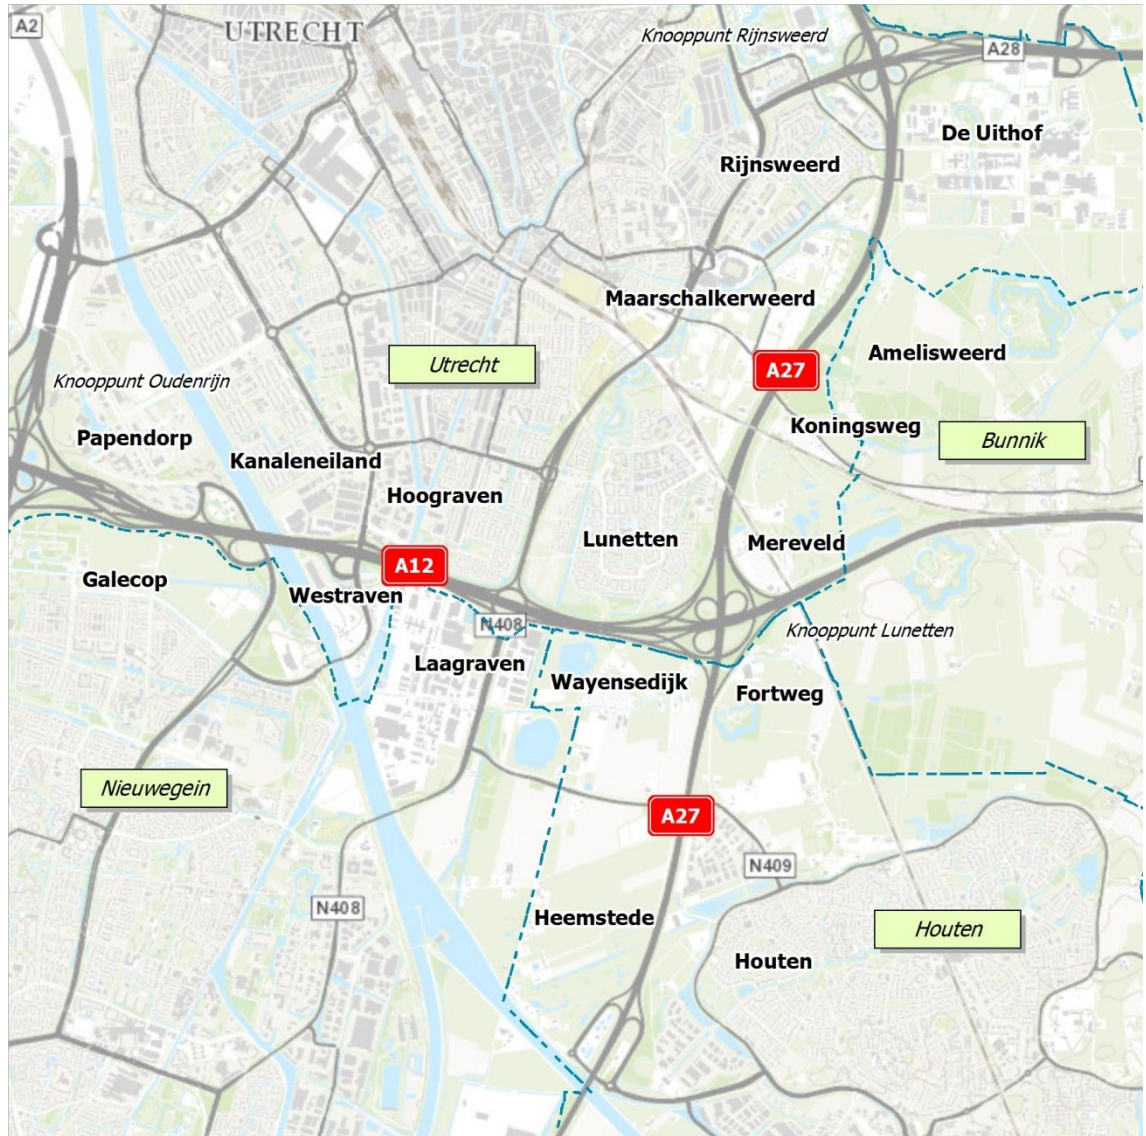 A2
UTRECHT
Knooppunt Rijnsweerd
A28
De Uithof
Rijnsweerd
Maarschalkerweerd
Utrecht
Amelisweerd
A27
Knooppunt Oudenrijn
Koningsweg
Bunnik
Papendorp
Kanaleneiland
Hoograven
Lunetten
Mereveld
A12
Galecop
Westraven
N408
Knooppunt Lunetten
Laagraven
Wayensedijk
Fortweg
Nieuwegein
A27
N409
N408
Heemstede
Houten
Houten